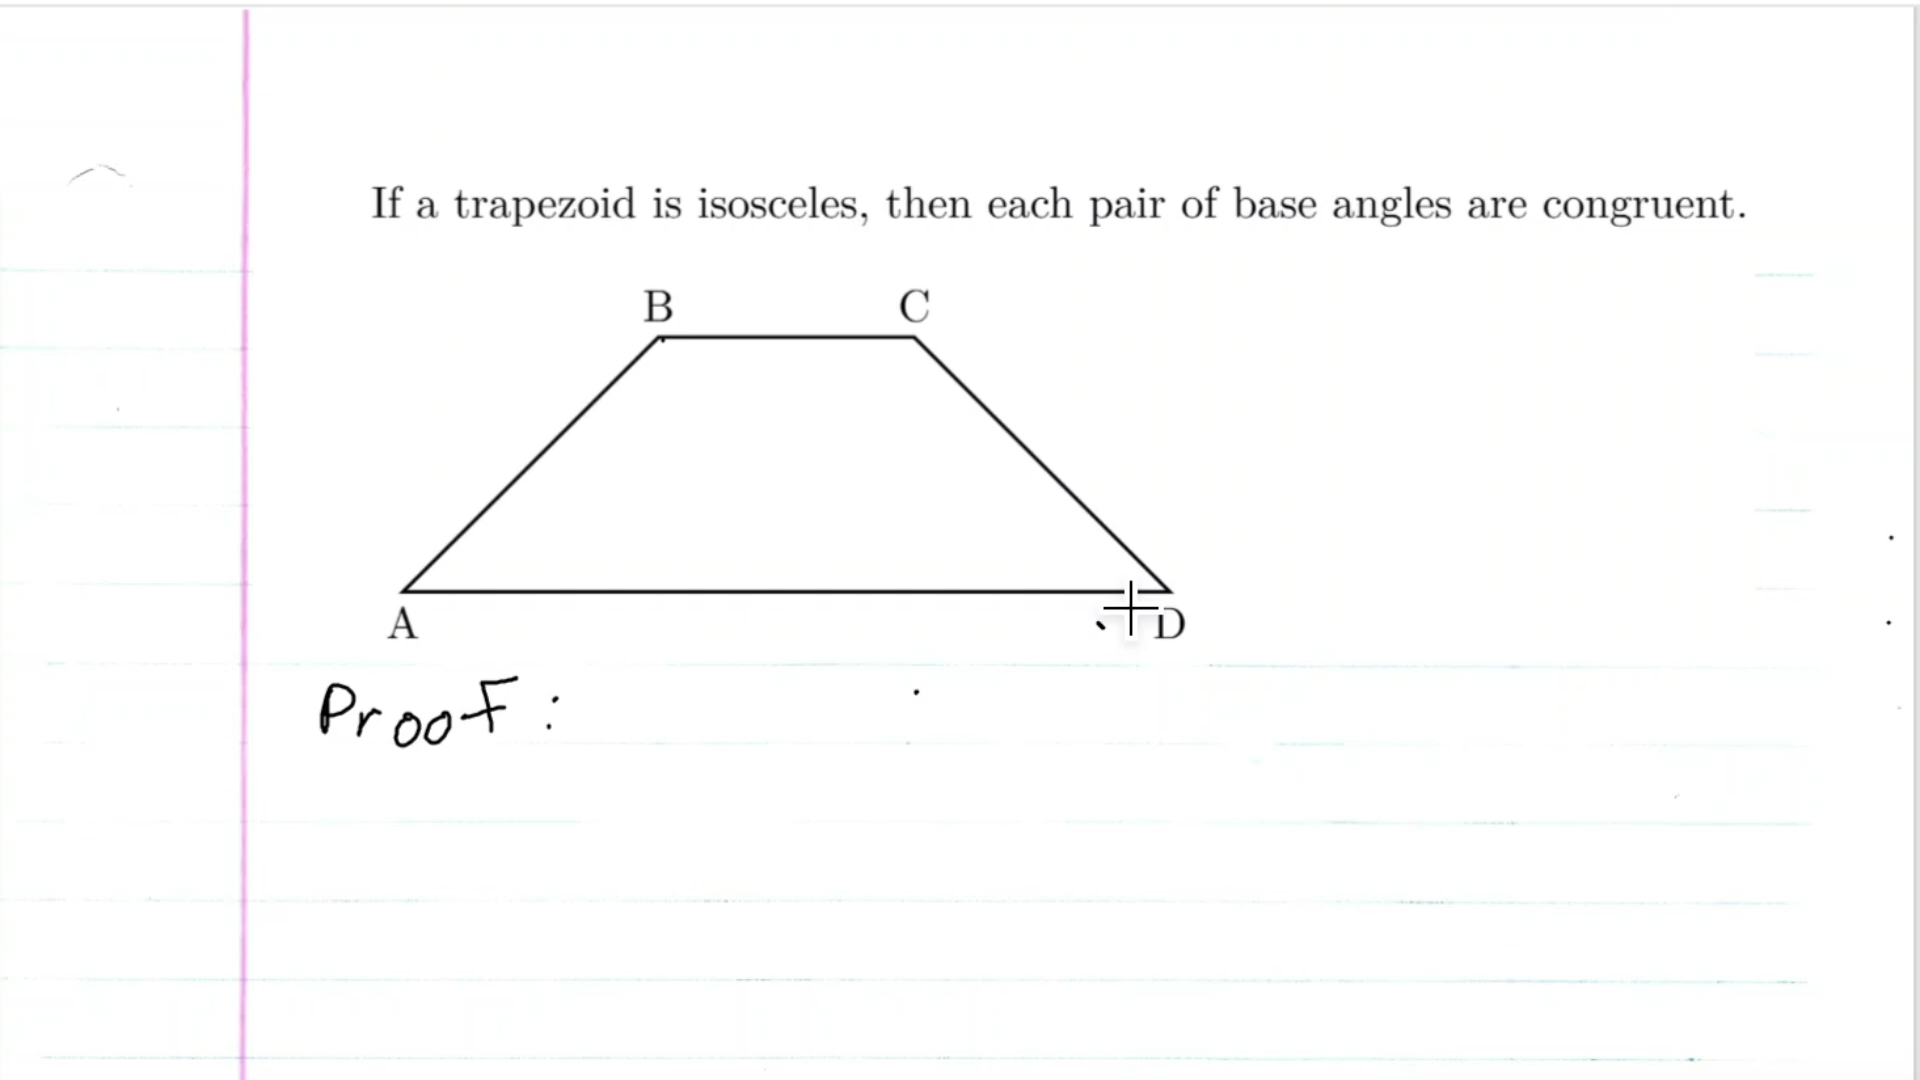 If a trapezoid is isosceles, then each pair of base angles are congruent.
B C
A D
Proof: